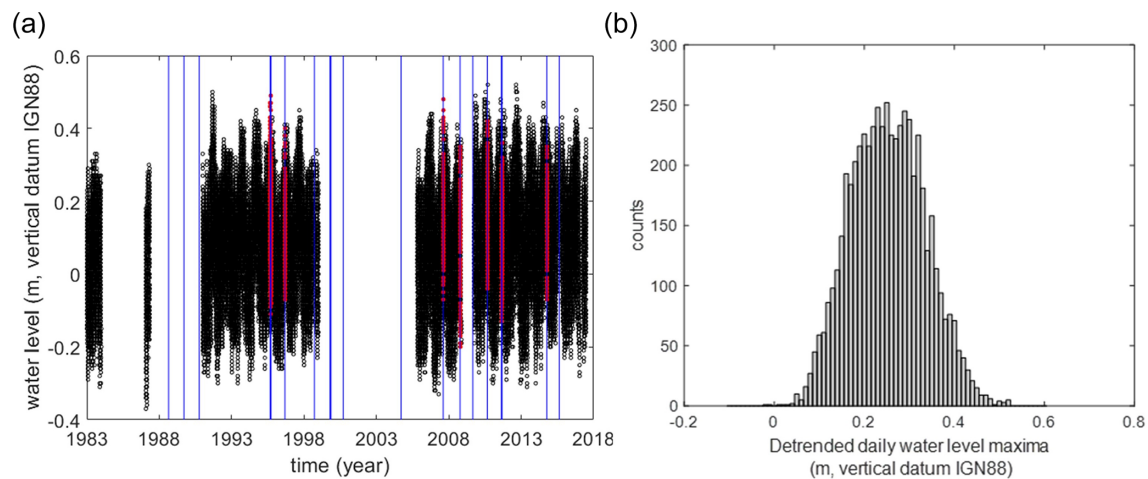 (a)
(b)
water level (m, vertical datum IGN88)
0.6
0.4
0.2
0
-0.2
-0.4
1983 1988 1993 1998 2003 2008 2013 2018
time (year)
counts
300
250
200
150
100
50
0
-0.2 0 0.2 0.4 0.6 0.8
Detrended daily water level maxima
(m, vertical datum IGN88)